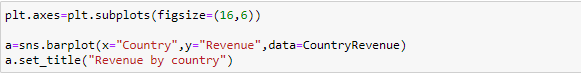 plt.axes=plt.subplots(figsize=(16,6))
a=sns.barplot(x="Country",y="Revenue",data=CountryRevenue)
a.set_title("Revenue by country")